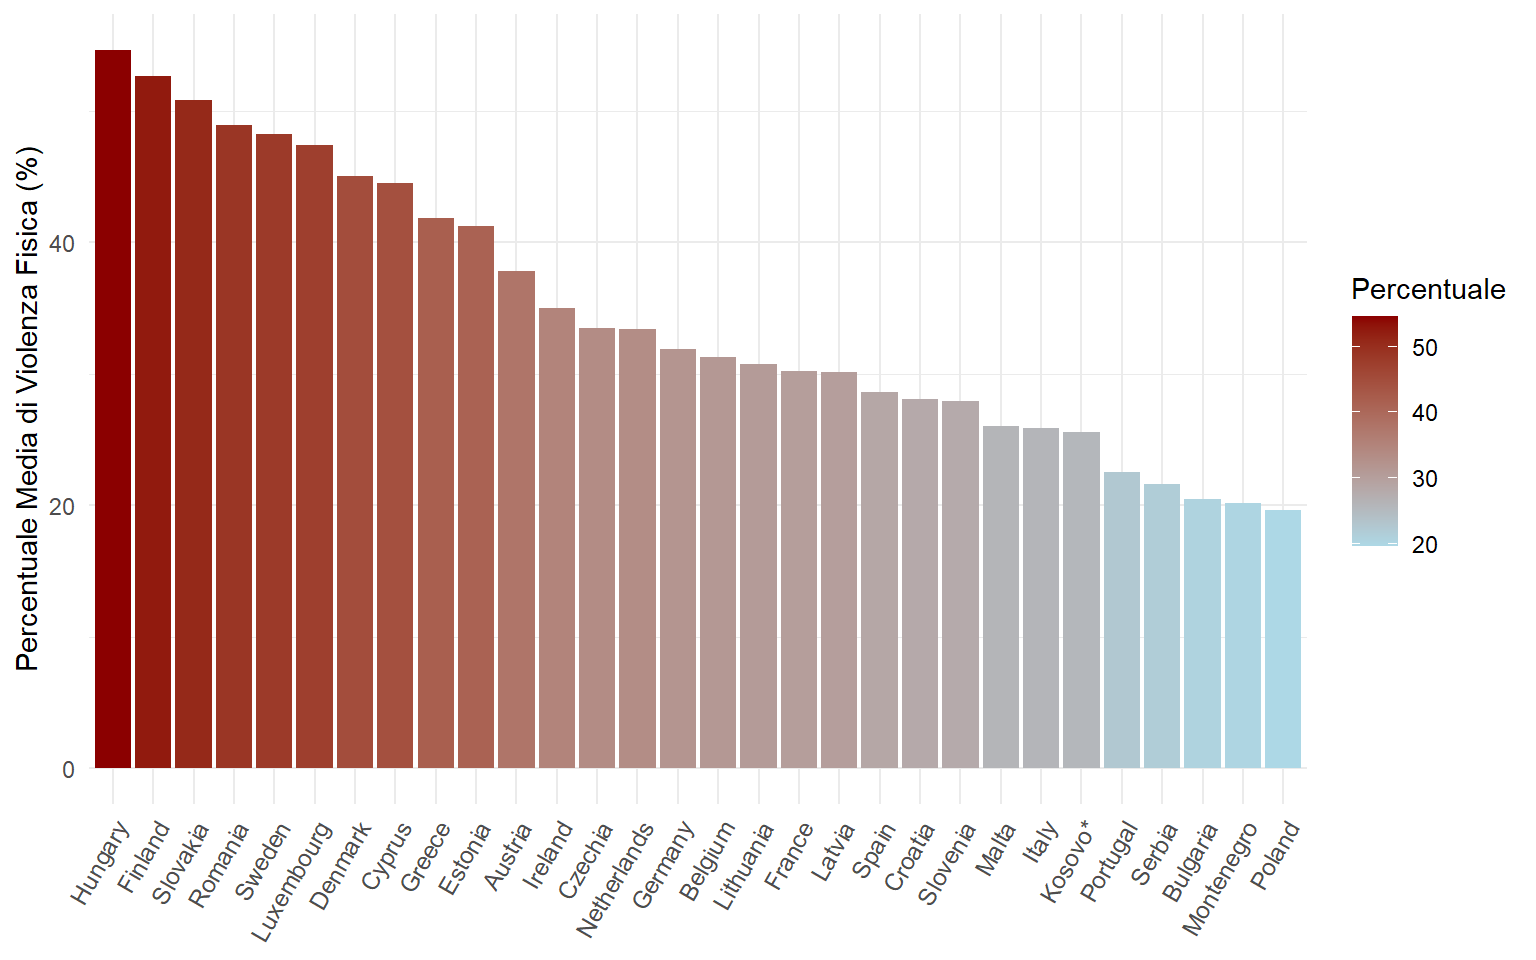 Percentuale Media di Violenza Fisica (%)
40
20
0
Hungary
Finland
Slovakia
Romania
Sweden
Luxembourg
Denmark
Cyprus
Greece
Estonia
Austria
Ireland
Czechia
Netherlands
Germany
Belgium
Lithuania
France
Latvia
Spain
Croatia
Slovenia
Malta
Italy
Kosovo*
Portugal
Serbia
Bulgaria
Montenegro
Poland
Percentuale
50
40
30
20